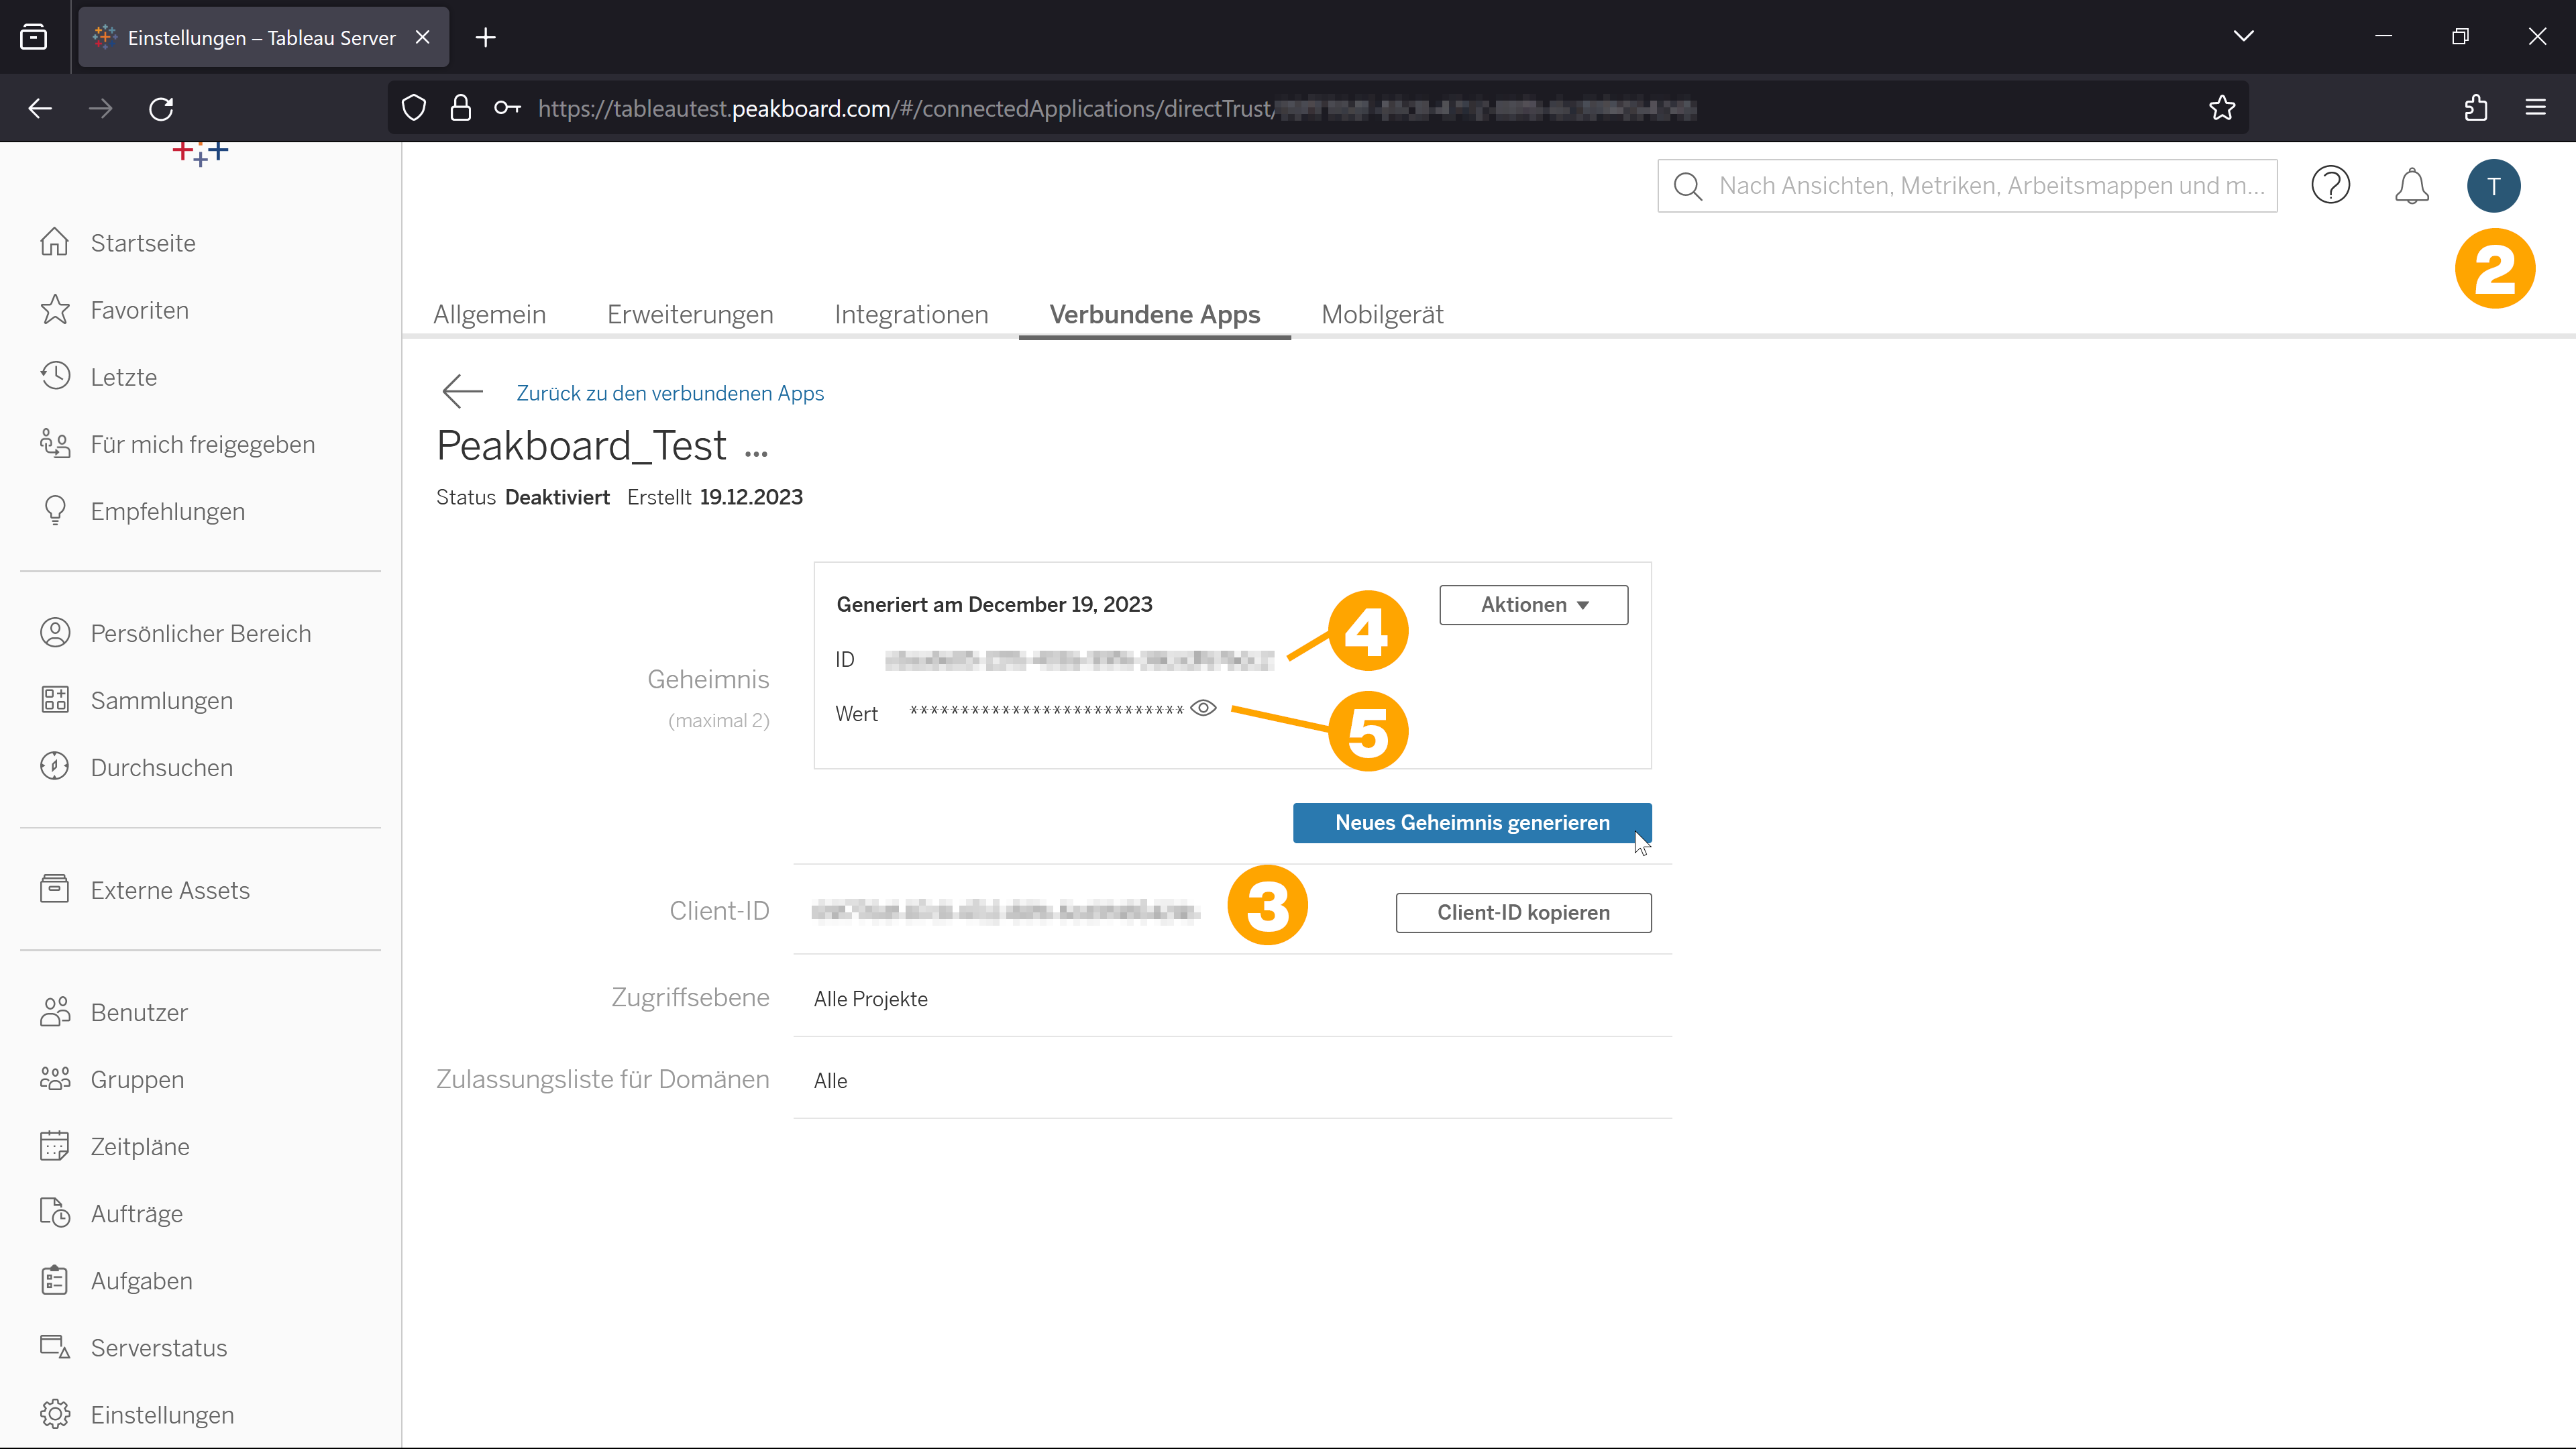 Einstellungen – Tableau Server
https://tableautest.peakboard.com/#/connectedApplications/directTrust/
Nach Ansichten, Metriken, Arbeitsmappen und m...
T
2
Startseite
Favoriten
Letzte
Für mich freigegeben
Empfehlungen
Persönlicher Bereich
Sammlungen
Durchsuchen
Externe Assets
Benutzer
Gruppen
Zeitpläne
Aufträge
Aufgaben
Serverstatus
Einstellungen
Allgemein Erweiterungen Integrationen Verbundene Apps Mobilgerät
Zurück zu den verbundenen Apps
Peakboard_Test ...
Status Deaktiviert Erstellt 19.12.2023
Geheimnis
(maximal 2)
Generiert am December 19, 2023
Aktionen
ID
4
Wert ***************************
5
Neues Geheimnis generieren
Client-ID
3
Client-ID kopieren
Zugriffsebene Alle Projekte
Zulassungsliste für Domänen Alle